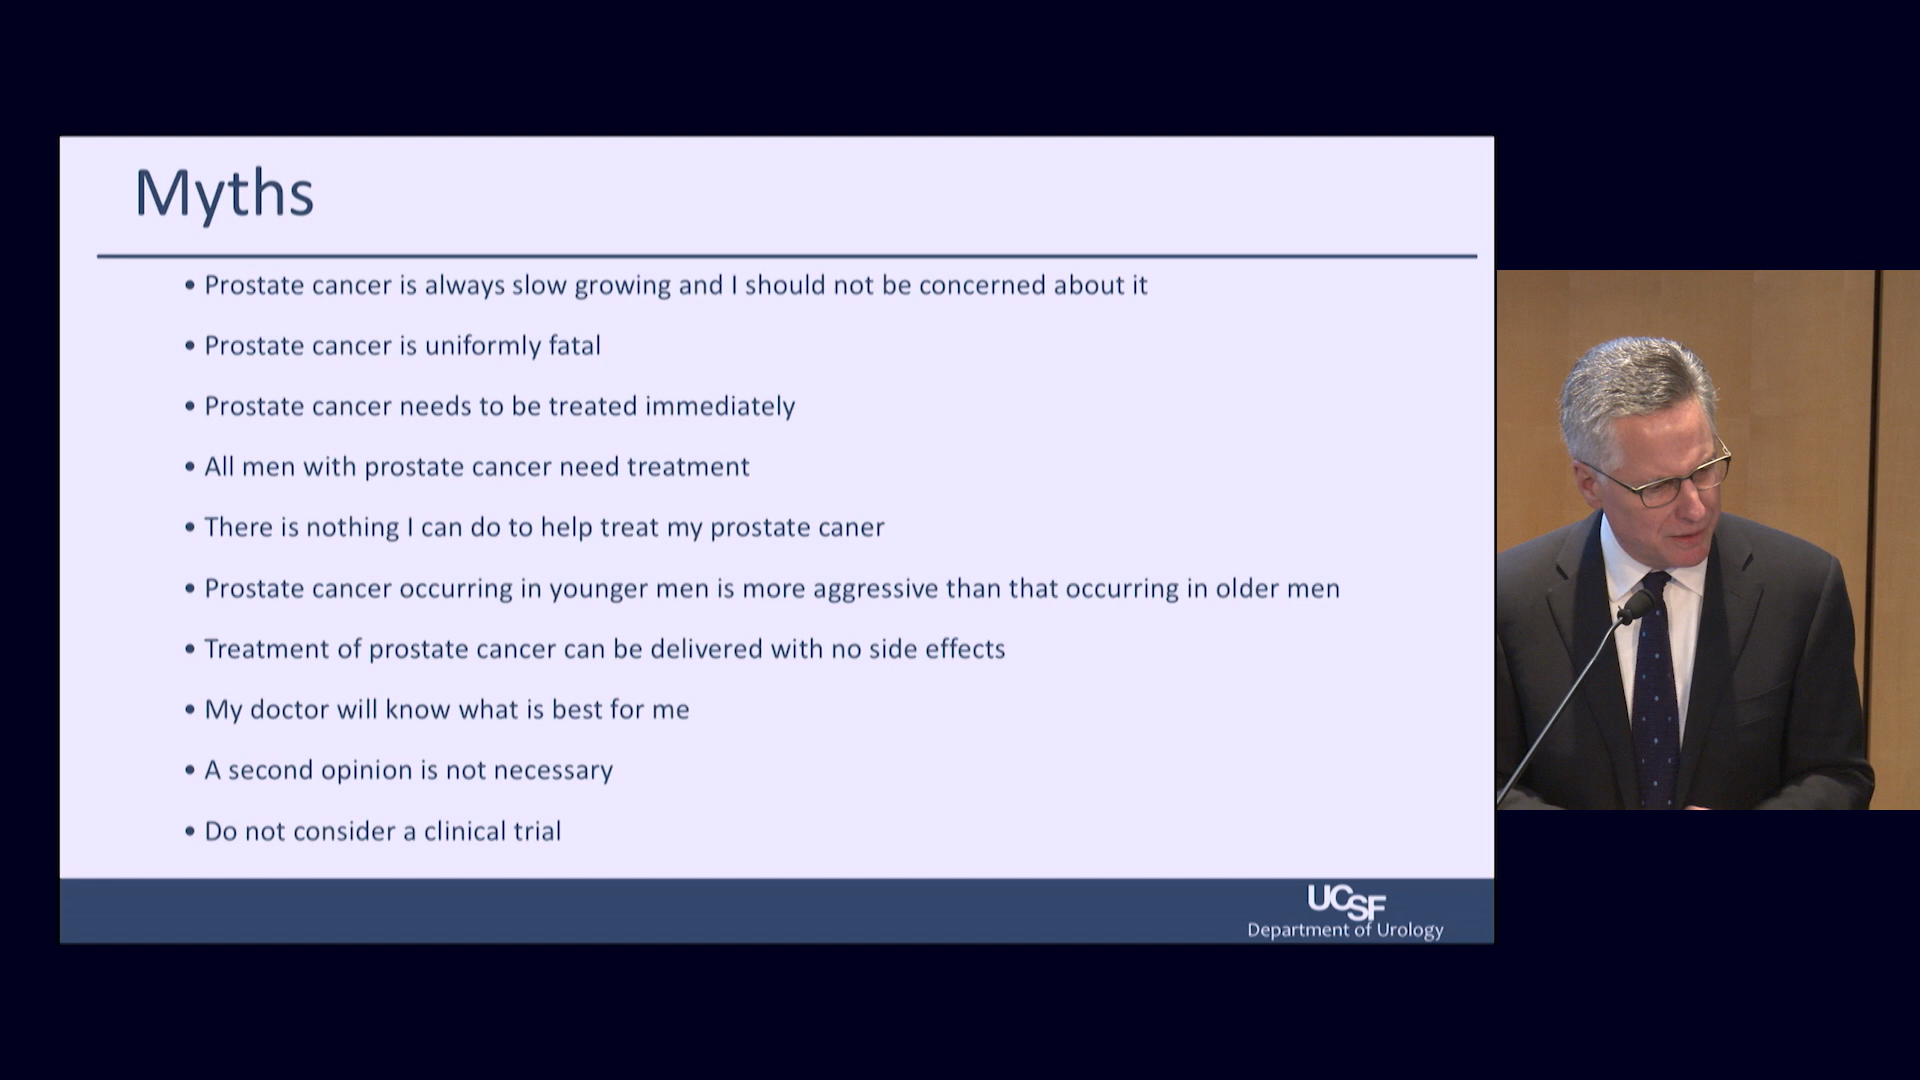 Myths
• Prostate cancer is always slow growing and I should not be concerned about it
• Prostate cancer is uniformly fatal
• Prostate cancer needs to be treated immediately
• All men with prostate cancer need treatment
• There is nothing I can do to help treat my prostate caner
• Prostate cancer occurring in younger men is more aggressive than that occurring in older men
• Treatment of prostate cancer can be delivered with no side effects
• My doctor will know what is best for me
• A second opinion is not necessary
• Do not consider a clinical trial
UCSF
Department of Urology